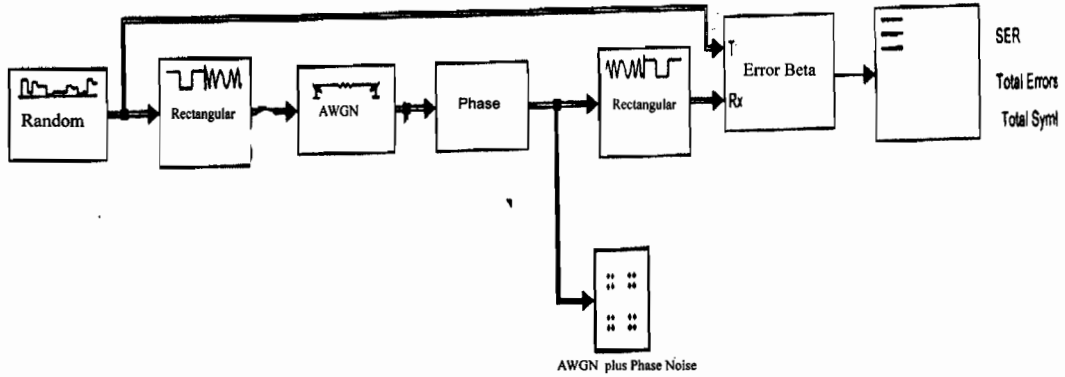 Random
Rectangular
AWGN
Phase
Rectangular
T
Rx
Error Beta
SER
Total Errors
Total Syml
AWGN plus Phase Noise